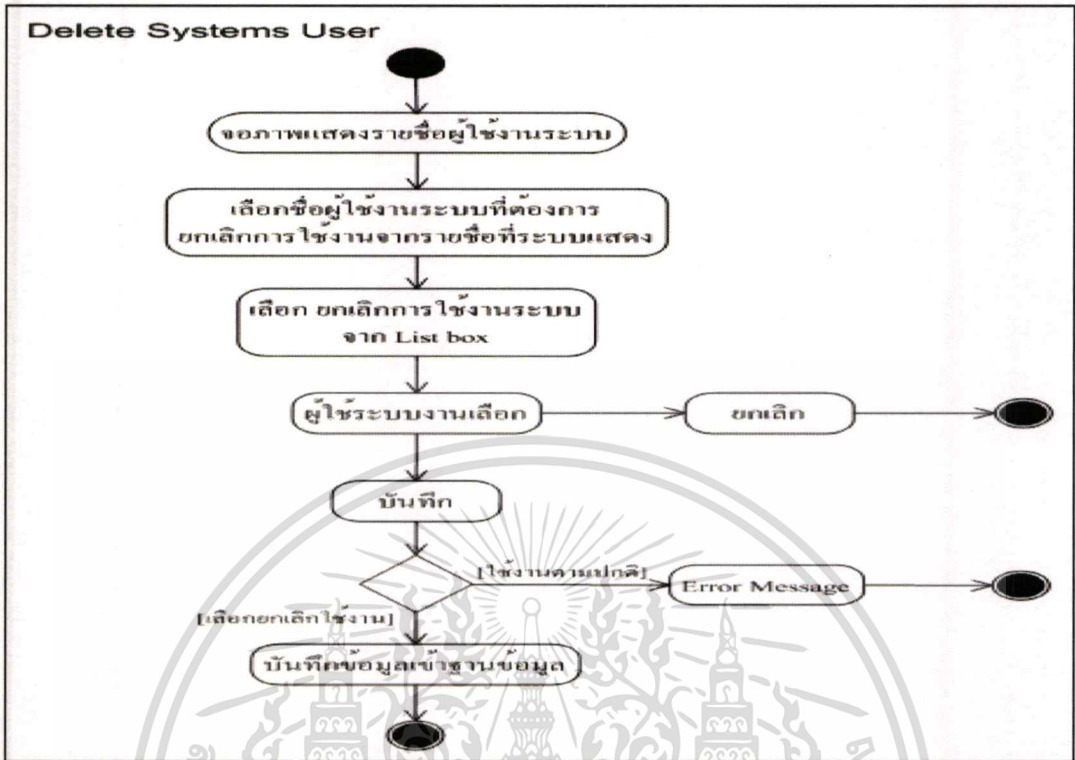 Delete Systems User
จอภาพแสดงรายชื่อผู้ใช้งานระบบ
เลือกชื่อผู้ใช้งานระบบที่ต้องการ
ยกเลิกการใช้งานจากรายชื่อที่ระบบแสดง
เลือก ยกเลิกการใช้งานระบบ
จาก List box
ผู้ใช้ระบบงานเลือก
ยกเลิก
บันทึก
[ใช้งานตามปกติ]
Error Message
[เลือกยกเลิกใช้งาน]
บันทึกข้อมูลเข้าฐานข้อมูล